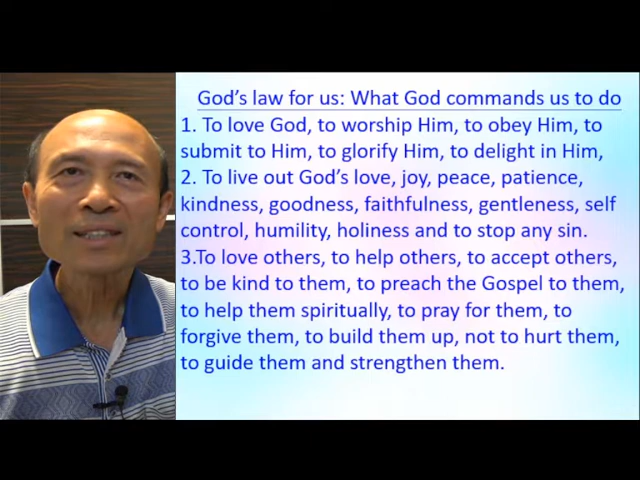 God's law for us: What God commands us to do
1. To love God, to worship Him, to obey Him, to
submit to Him, to glorify Him, to delight in Him,
2. To live out God's love, joy, peace, patience,
kindness, goodness, faithfulness, gentleness, self
control, humility, holiness and to stop any sin.
3.To love others, to help others, to accept others,
to be kind to them, to preach the Gospel to them,
to help them spiritually, to pray for them, to
forgive them, to build them up, not to hurt them,
to guide them and strengthen them.